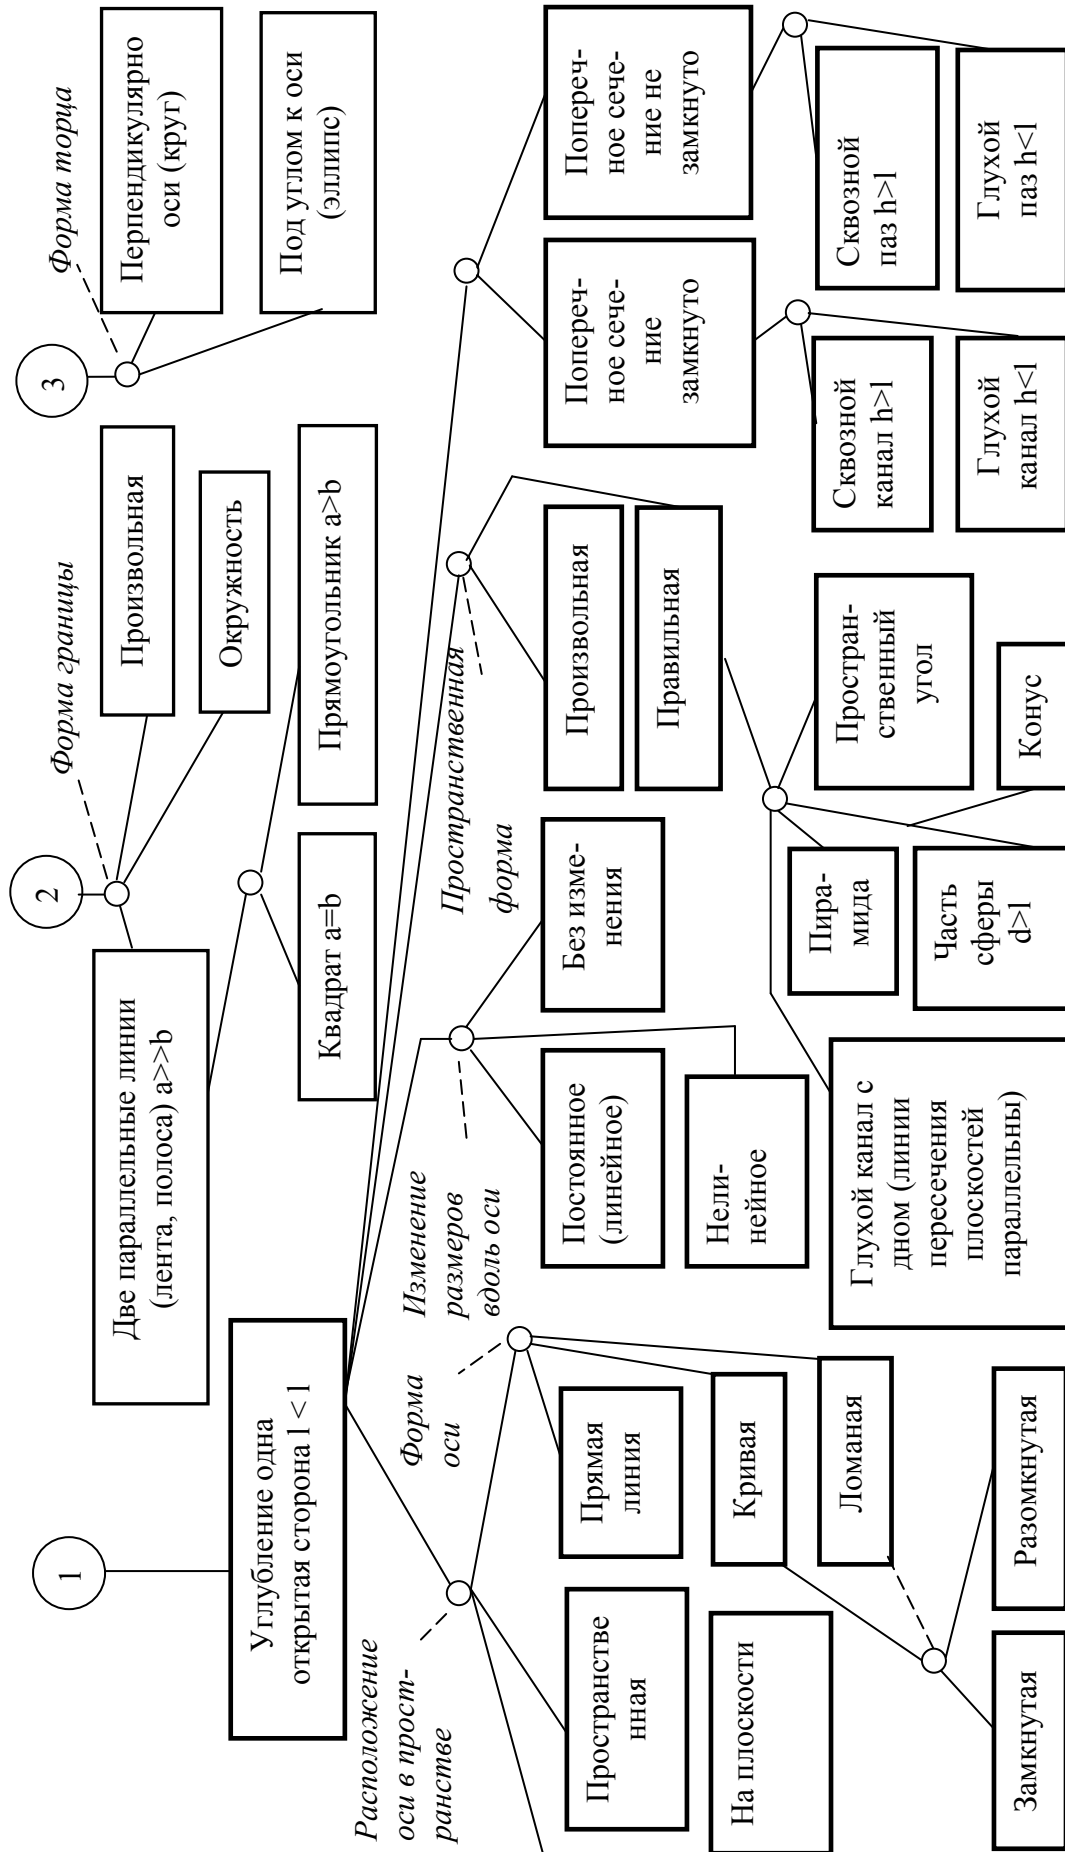 1
Углубление одна
открытая сторона l < l
2
Форма границы
Две параллельные линии
(лента, полоса) a>>b
Произвольная
Окружность
Квадрат a=b
Прямоугольник a>b
3
Форма торца
Перпендикулярно
оси (круг)
Под углом к оси
(эллипс)
Расположение
оси в прост-
ранстве
Пространстве
нная
На плоскости
Форма
оси
Прямая
линия
Кривая
Ломаная
Замкнутая
Разомкнутая
Изменение
размеров
вдоль оси
Постоянное
(линейное)
Без изме-
нения
Нели-
нейное
Пространственная
форма
Произвольная
Правильная
Глухой канал с
дном (линии
пересечения
плоскостей
параллельны)
Пира-
мида
Часть
сферы
d>l
Простран-
ственный
угол
Конус
Попереч-
ное сече-
ние
замкнуто
Сквозной
канал h>l
Глухой
канал h<l
Попереч-
ное сече-
ние не
замкнуто
Сквозной
паз h>l
Глухой
паз h<l